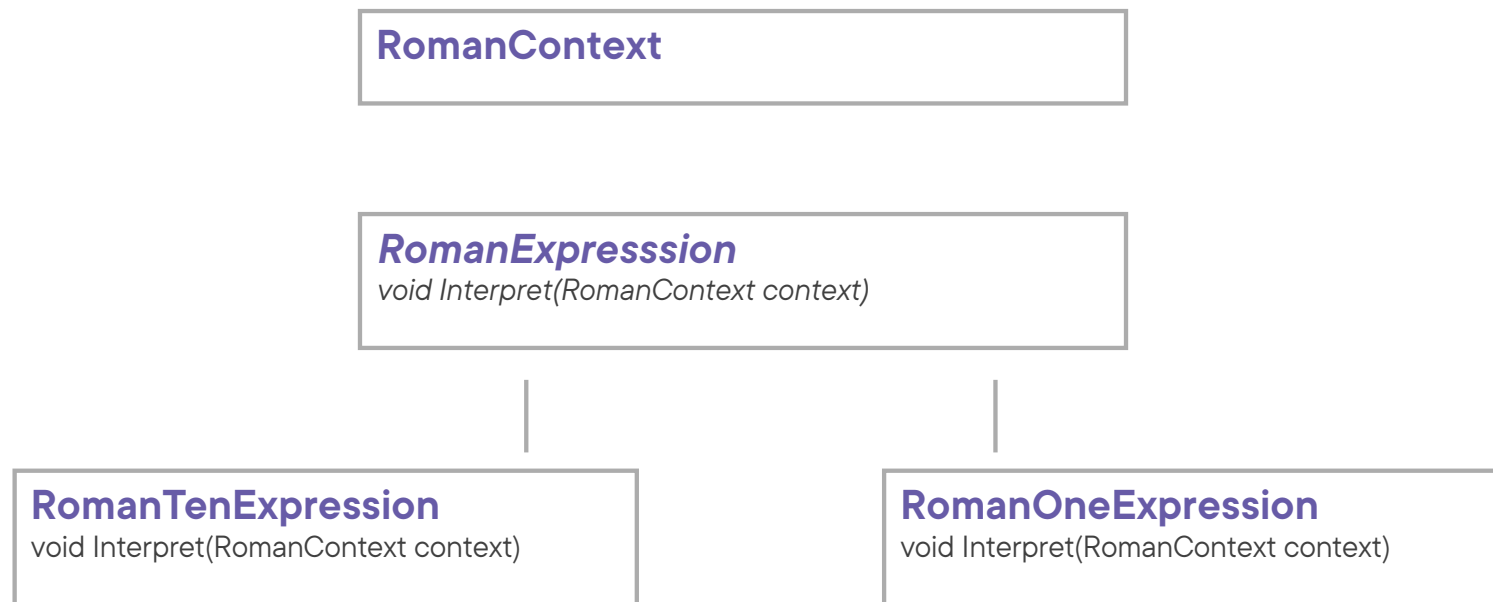 RomanContext
RomanExpresssion
void Interpret(RomanContext context)
RomanTenExpression
void Interpret(RomanContext context)
RomanOneExpression
void Interpret(RomanContext context)